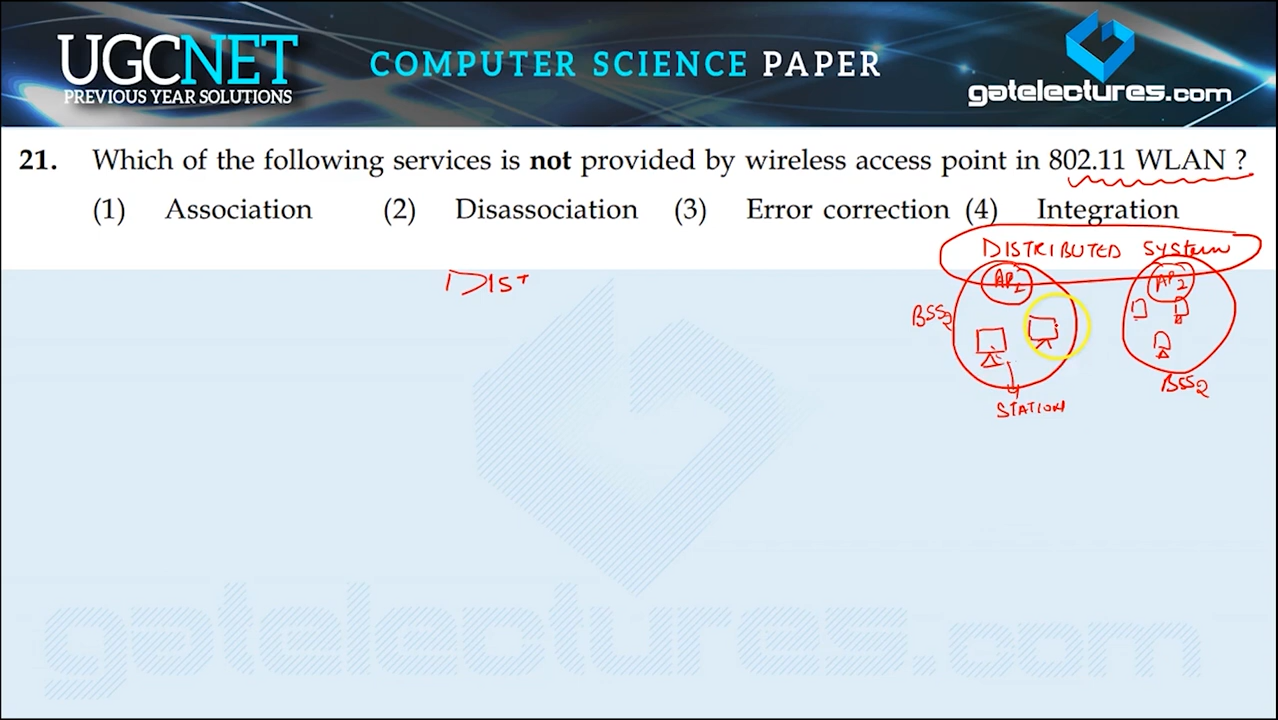 UGCNET
PREVIOUS YEAR SOLUTIONS
COMPUTER SCIENCE PAPER
gatelectures.com
21. Which of the following services is not provided by wireless access point in 802.11 WLAN ?
(1) Association (2) Disassociation (3) Error correction (4) Integration
DISTRIBUTED System
DIST
AP1 AP2
BSS2
BSS2
STATION
gatelectures.com